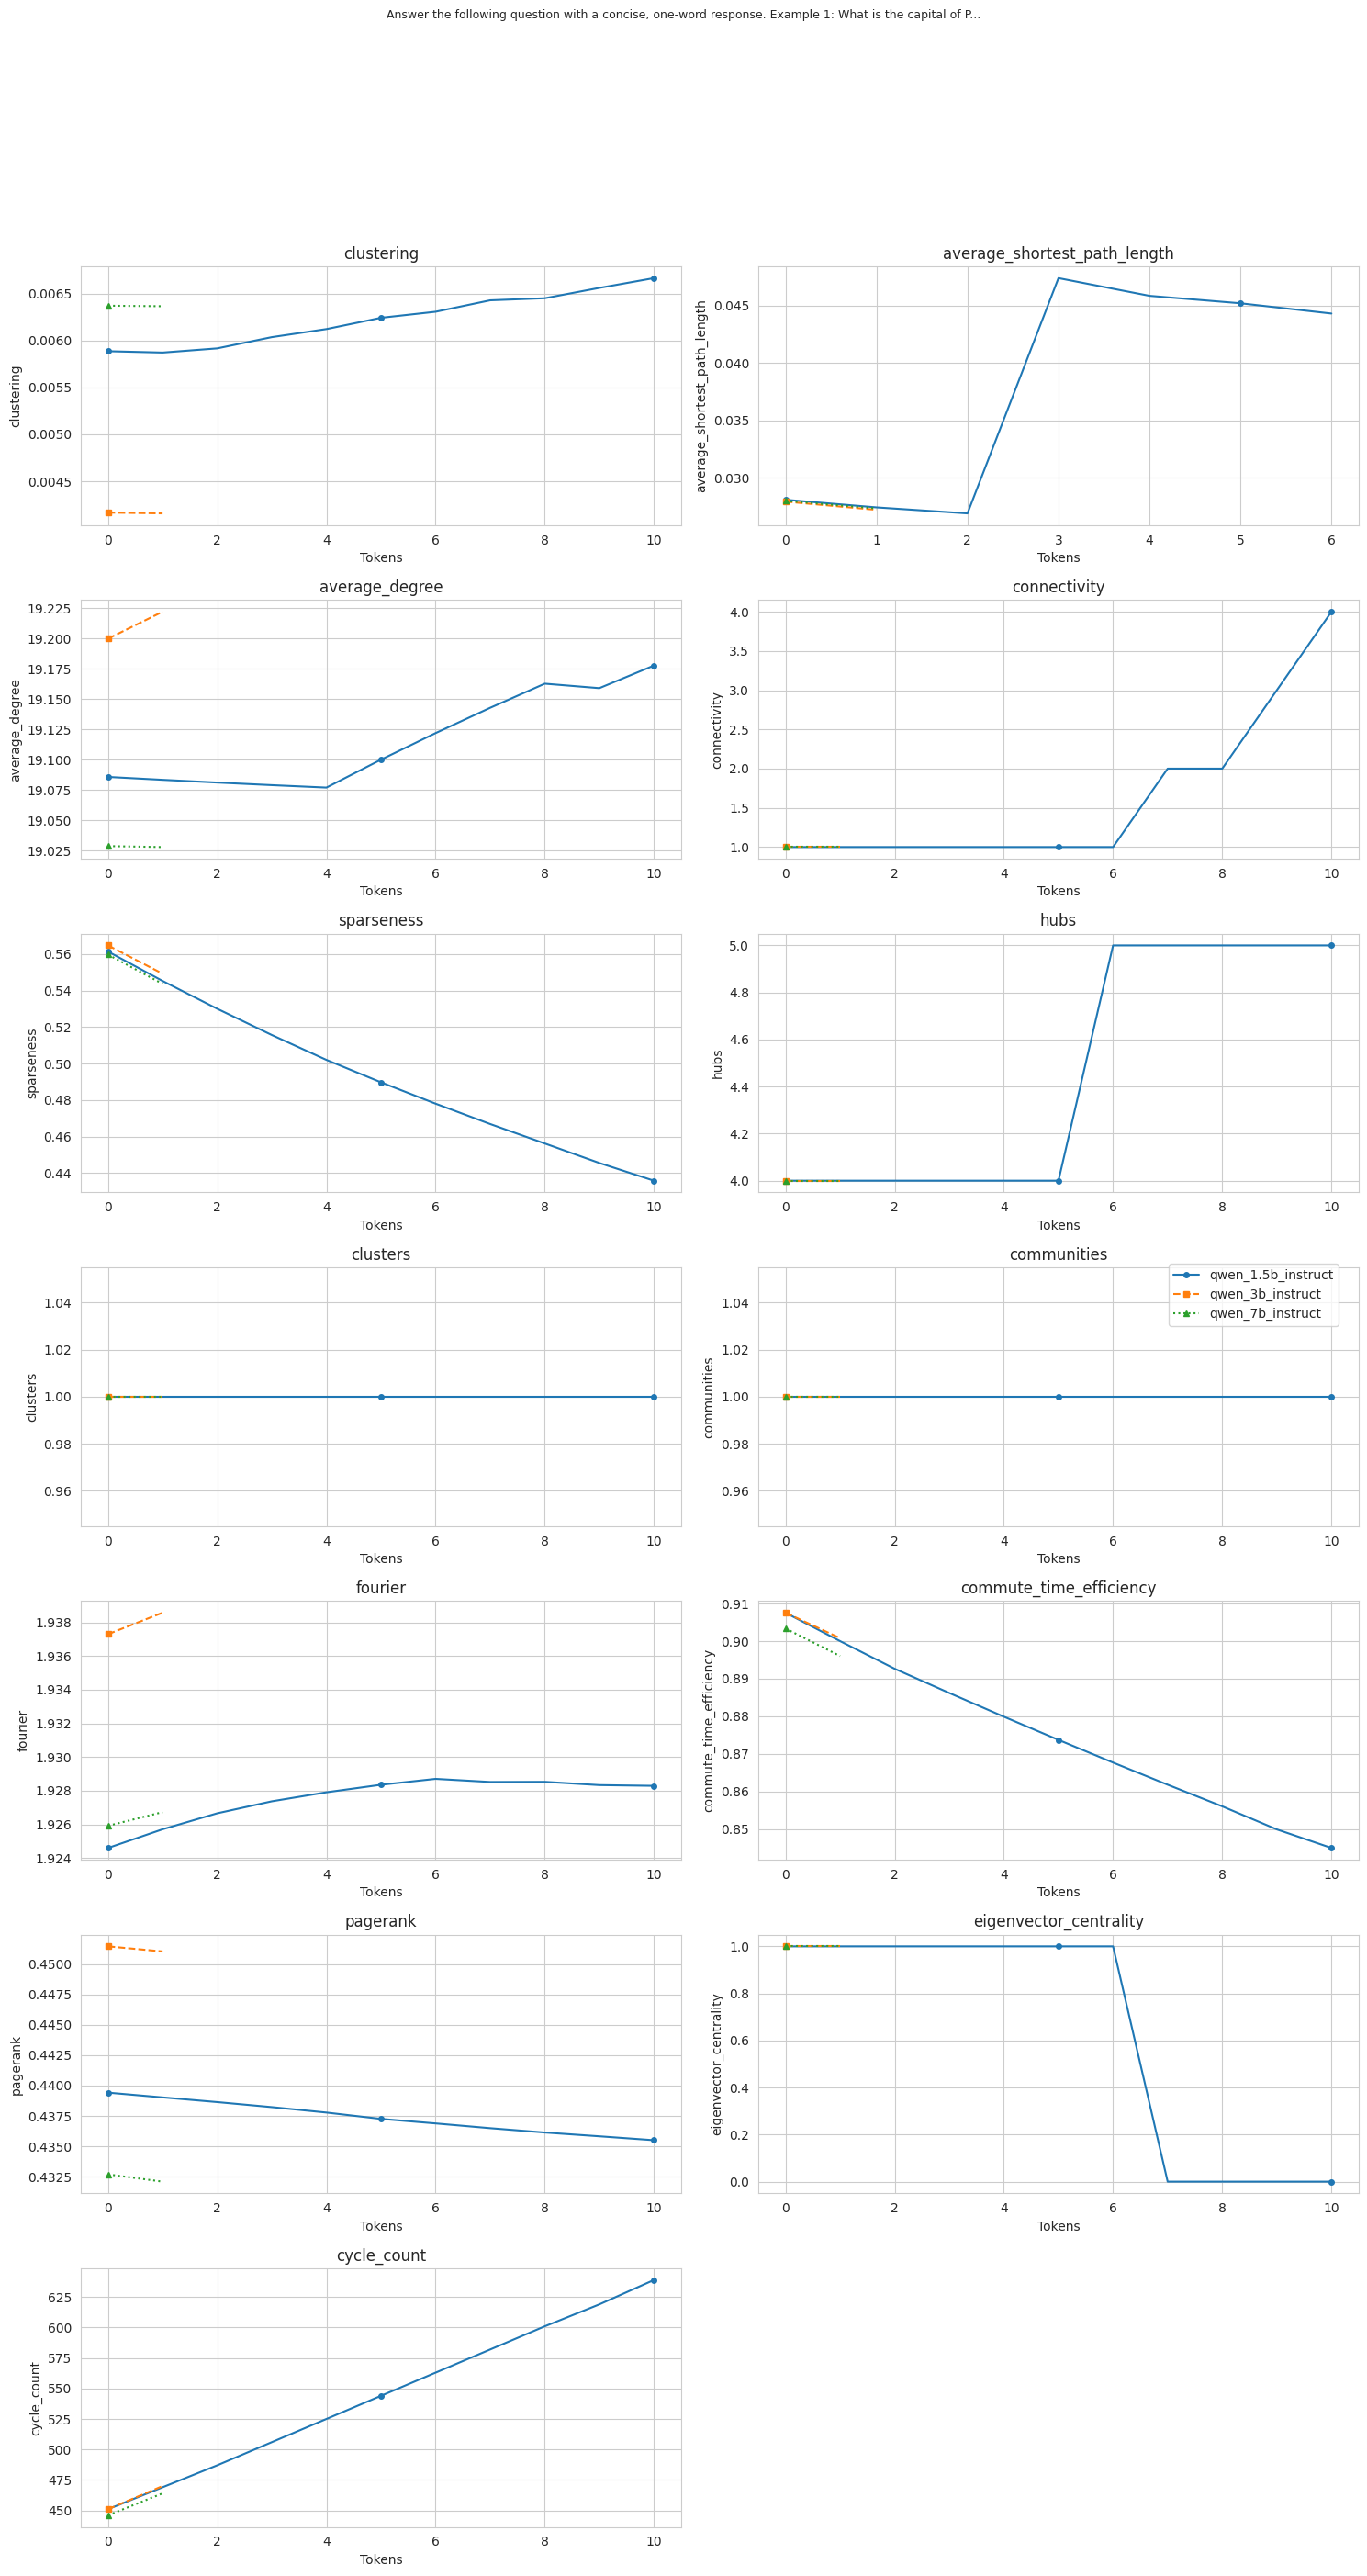 Answer the following question with a concise, one-word response. Example 1: What is the capital of P...
clustering
clustering
0.0065
0.0060
0.0055
0.0050
0.0045
0 2 4 6 8 10
Tokens
average_shortest_path_length
average_shortest_path_length
0.045
0.040
0.035
0.030
0 1 2 3 4 5 6
Tokens
average_degree
average_degree
19.225
19.200
19.175
19.150
19.125
19.100
19.075
19.050
19.025
0 2 4 6 8 10
Tokens
connectivity
connectivity
4.0
3.5
3.0
2.5
2.0
1.5
1.0
0 2 4 6 8 10
Tokens
sparseness
sparseness
0.56
0.54
0.52
0.50
0.48
0.46
0.44
0 2 4 6 8 10
Tokens
hubs
hubs
5.0
4.8
4.6
4.4
4.2
4.0
0 2 4 6 8 10
Tokens
clusters
clusters
1.04
1.02
1.00
0.98
0.96
0 2 4 6 8 10
Tokens
communities
communities
1.04
1.02
1.00
0.98
0.96
0 2 4 6 8 10
Tokens
qwen_1.5b_instruct
qwen_3b_instruct
qwen_7b_instruct
fourier
fourier
1.938
1.936
1.934
1.932
1.930
1.928
1.926
1.924
0 2 4 6 8 10
Tokens
commute_time_efficiency
commute_time_efficiency
0.91
0.90
0.89
0.88
0.87
0.86
0.85
0 2 4 6 8 10
Tokens
pagerank
pagerank
0.4500
0.4475
0.4450
0.4425
0.4400
0.4375
0.4350
0.4325
0 2 4 6 8 10
Tokens
eigenvector_centrality
eigenvector_centrality
1.0
0.8
0.6
0.4
0.2
0.0
0 2 4 6 8 10
Tokens
cycle_count
cycle_count
625
600
575
550
525
500
475
450
0 2 4 6 8 10
Tokens